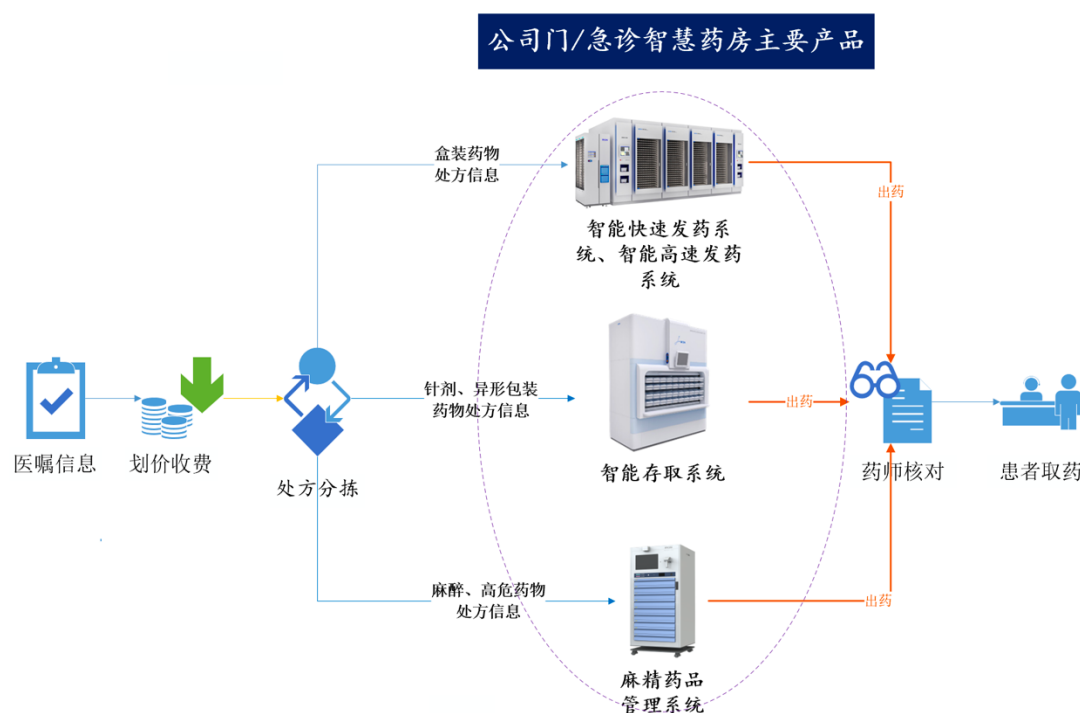 公司门/急诊智慧药房主要产品
盒装药物
处方信息
出药
智能快速发药系
统、智能高速发药
系统
针剂、异形包装
药物处方信息
出药
医嘱信息
划价收费
处方分拣
智能存取系统
药师核对
患者取药
麻醉、高危药物
处方信息
出药
麻精药品
管理系统